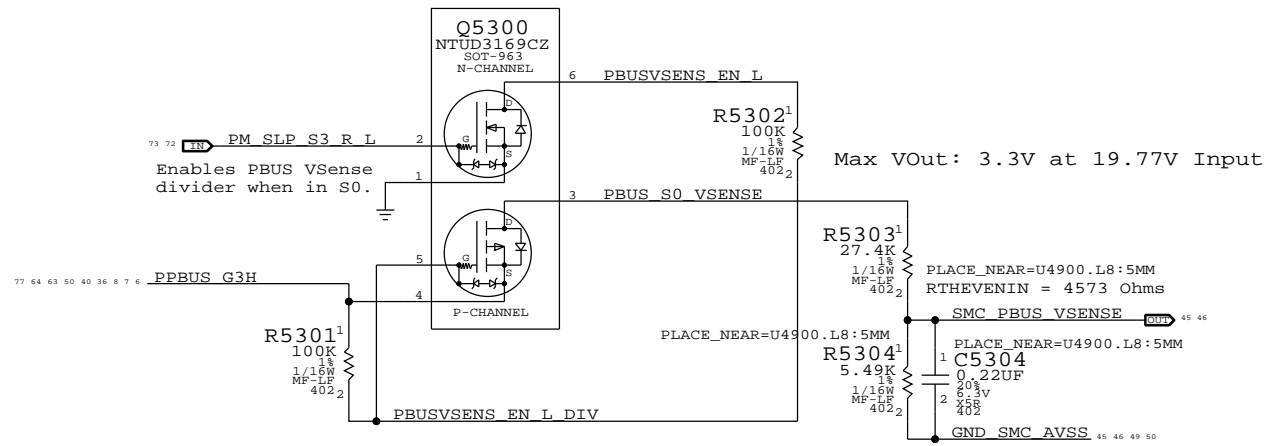 Q5300
NTUD3169CZ
SOT-963
N-CHANNEL
6 PBUSVSENS_EN_L
D
G
S
73 72 IN PM_SLP_S3_R_L 2
Enables PBUS VSense
divider when in S0.
1
R5302 1
100K
1%
1/16W
MF-LF
402 2
Max VOut: 3.3V at 19.77V Input
3 PBUS_S0_VSENSE
D
G
S
5
77 64 63 50 40 36 8 7 6 PPBUS_G3H
4
P-CHANNEL
R5303 1
27.4K
1%
1/16W
MF-LF
402 2
PLACE_NEAR=U4900.L8:5MM
RTHEVENIN = 4573 Ohms
SMC_PBUS_VSENSE OUT 45 46
R5301 1
100K
1%
1/16W
MF-LF
402 2
PLACE_NEAR=U4900.L8:5MM
R5304 1
5.49K
1%
1/16W
MF-LF
402 2
PLACE_NEAR=U4900.L8:5MM
1 C5304
0.22UF
20%
6.3V
2 X5R
402
PBUSVSENS_EN_L_DIV
GND_SMC_AVSS 45 46 49 50